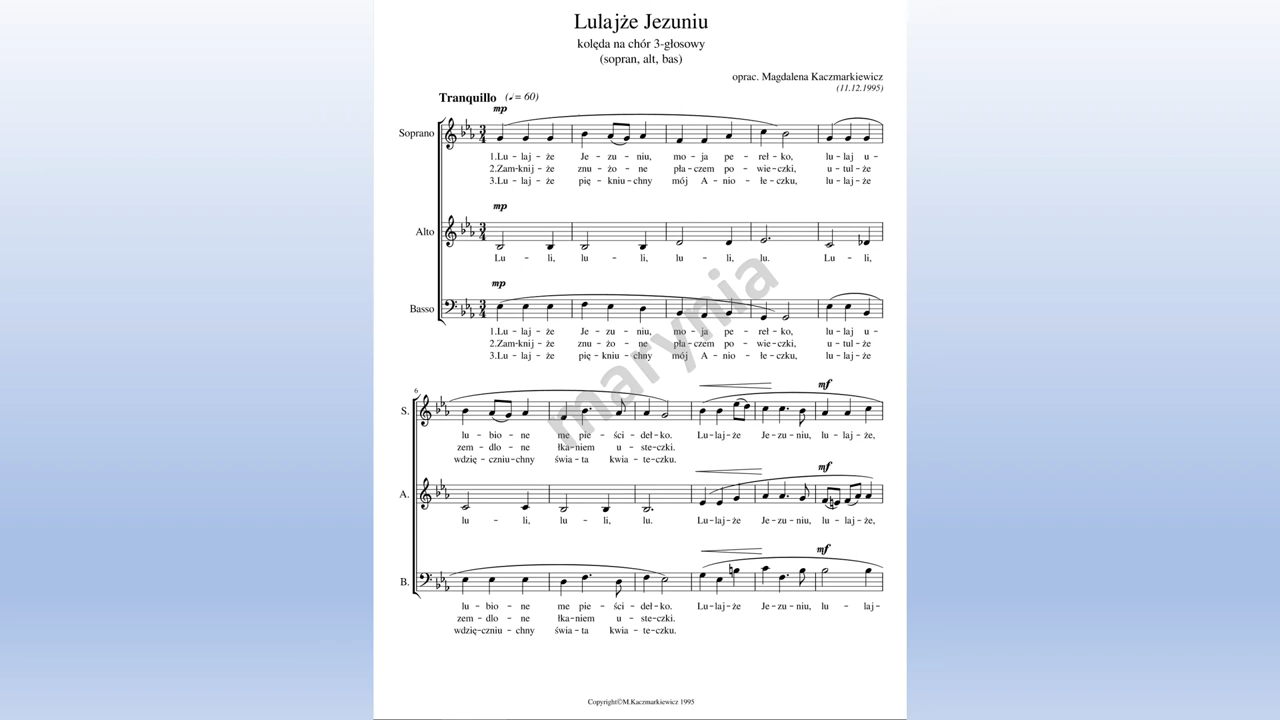 Lulajże Jezuniu
kolęda na chór 3-głosowy
(sopran, alt, bas)
oprac. Magdalena Kaczmarkiewicz
(11.12.1995)
Tranquillo (♩= 60)
mp
Soprano
1.Lu - laj - że Je - zu - niu, mo - ja pe - reł - ko, lu - laj u -
2.Zam - knij - że znu - żo - ne pła - czem po - wie - czki, u - tul - że
3.Lu - laj - że pię - kniu - chny mój A - nio - łe - czku, lu - laj - że
mp
Alto
Lu - li, lu - li, lu - li, lu. Lu - li,
mp
Basso
1.Lu - laj - że Je - zu - niu, mo - ja pe - reł - ko, lu - laj u -
2.Zam - knij - że znu - żo - ne pła - czem po - wie - czki, u - tul - że
3.Lu - laj - że pię - kniu - chny mój A - nio - łe - czku, lu - laj - że
marynia
6
mf
S.
lu - bio - ne me pie - ści - deł - ko. Lu - laj - że Je - zu - niu, lu - laj - że,
zem - dlo - ne łka - niem u - ste - czki.
wdzię - czniu - chny świa - ta kwia - te - czku.
mf
A.
lu - li, lu - li, lu. Lu - laj - że Je - zu - niu, lu - laj - że,
mf
B.
lu - bio - ne me pie - ści - deł - ko. Lu - laj - że Je - zu - niu, lu - laj -
zem - dlo - ne łka - niem u - ste - czki.
wdzię - czniu - chny świa - ta kwia - te - czku.
Copyright©M.Kaczmarkiewicz 1995